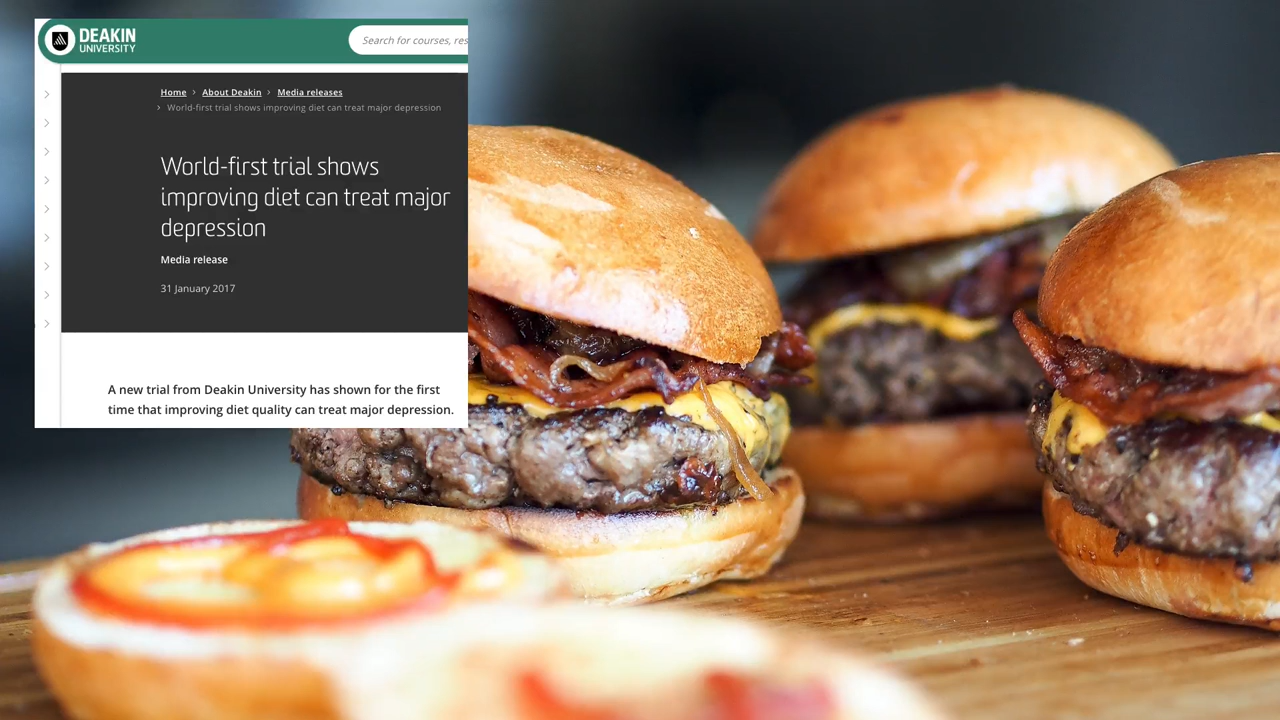 DEAKIN
UNIVERSITY
Search for courses, res
Home › About Deakin › Media releases
› World-first trial shows improving diet can treat major depression
World-first trial shows
improving diet can treat major
depression
Media release
31 January 2017
A new trial from Deakin University has shown for the first
time that improving diet quality can treat major depression.